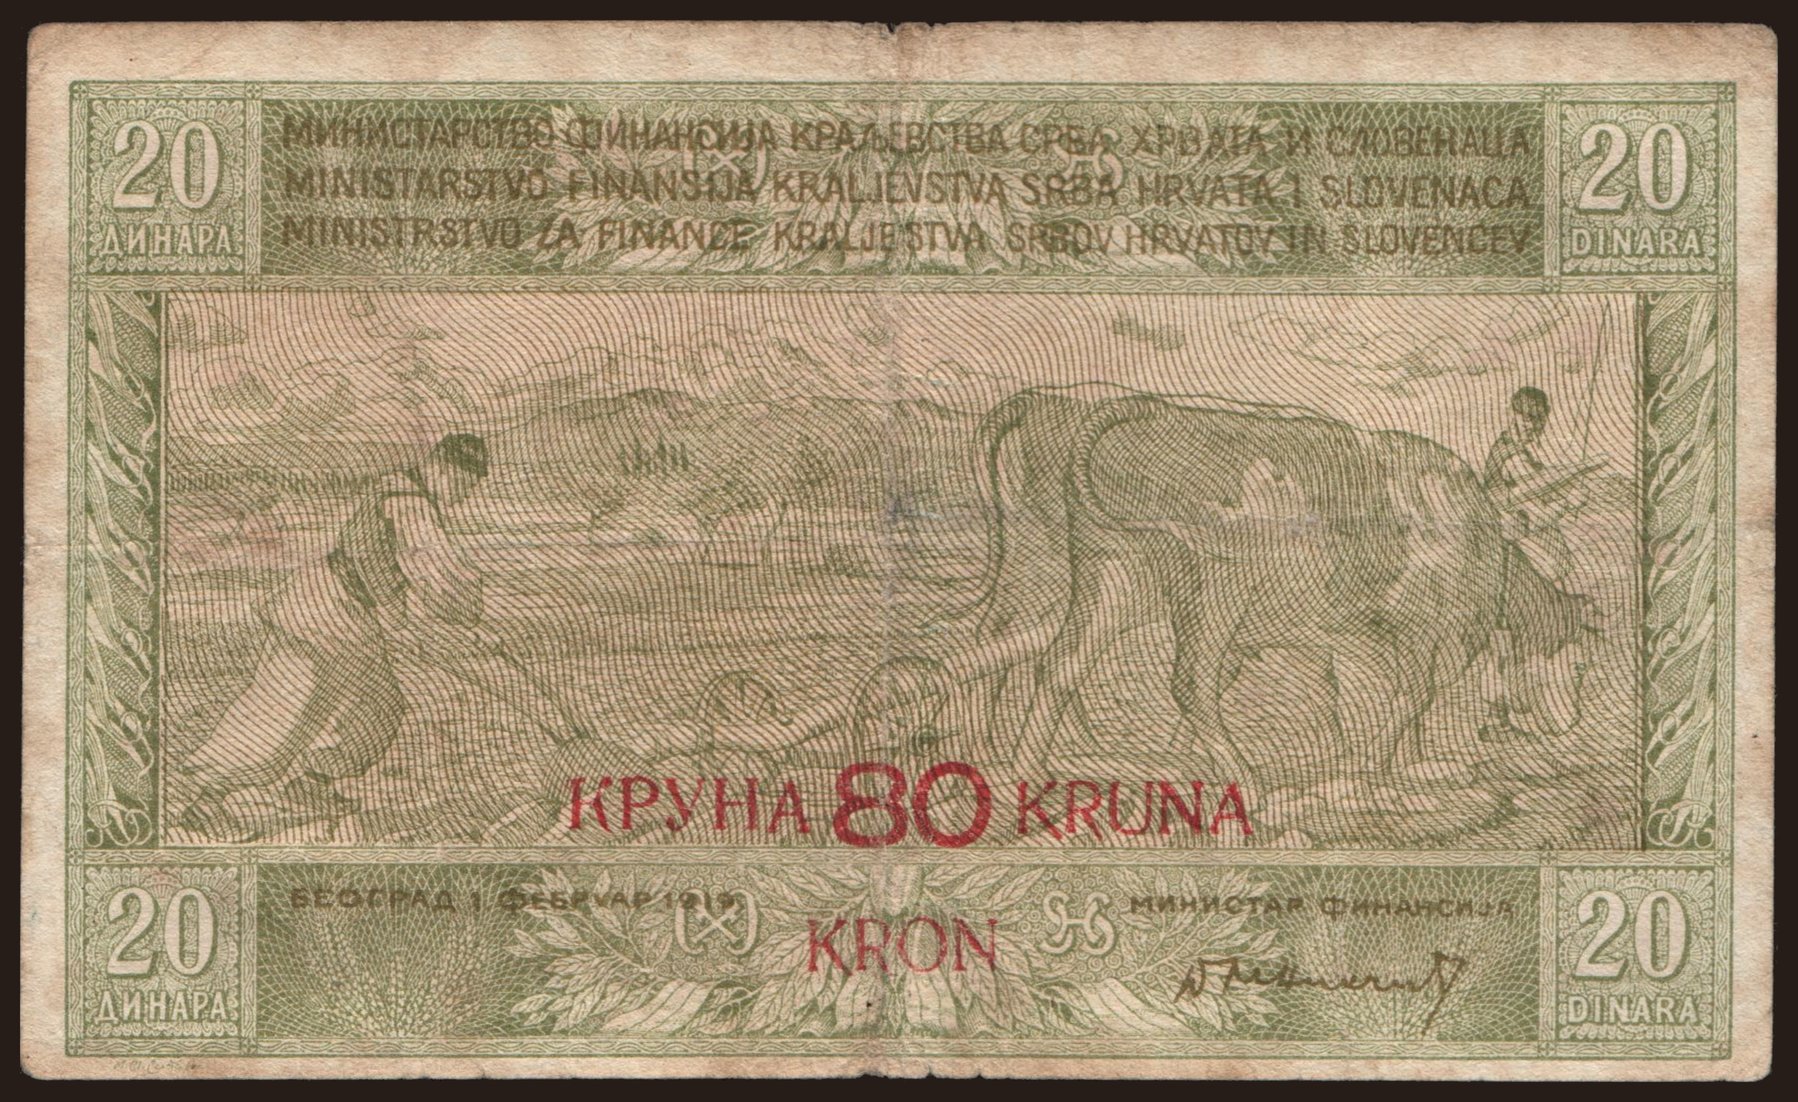 20
ДИНАРА
МИНИСТАРСТВО ФИНАНСИЈА КРАЉЕВСТВА СРБА ХРВАТА И СЛОВЕНАЦА
MINISTARSTVO FINANSIJA KRALJEVSTVA SRBA HRVATA I SLOVENACA
MINISTRSTVO ZA FINANCE KRALJESTVA SRBOV HRVATOV IN SLOVENCEV
20
DINARA
КРУНА 80 KRUNA
KRON
20
ДИНАРА
БЕОГРАД 1 ФЕБРУАР 1919
МИНИСТАР ФИНАНСИЈА
20
DINARA